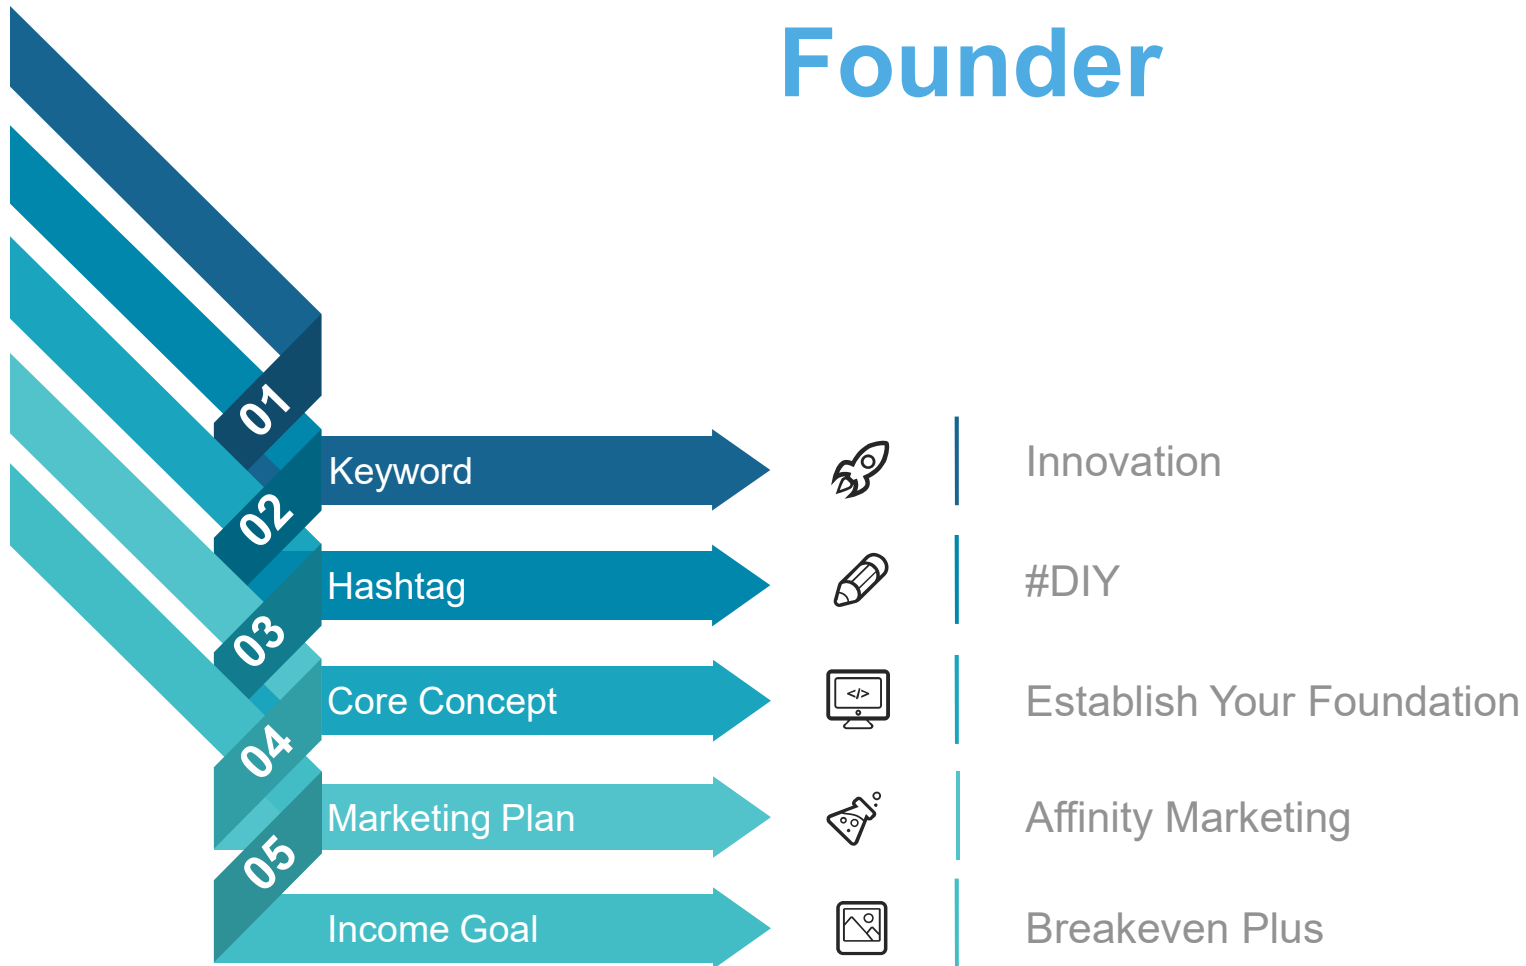 Founder
01
Keyword
Innovation
02
Hashtag
#DIY
03
Core Concept
</>
Establish Your Foundation
04
Marketing Plan
Affinity Marketing
05
Income Goal
Breakeven Plus